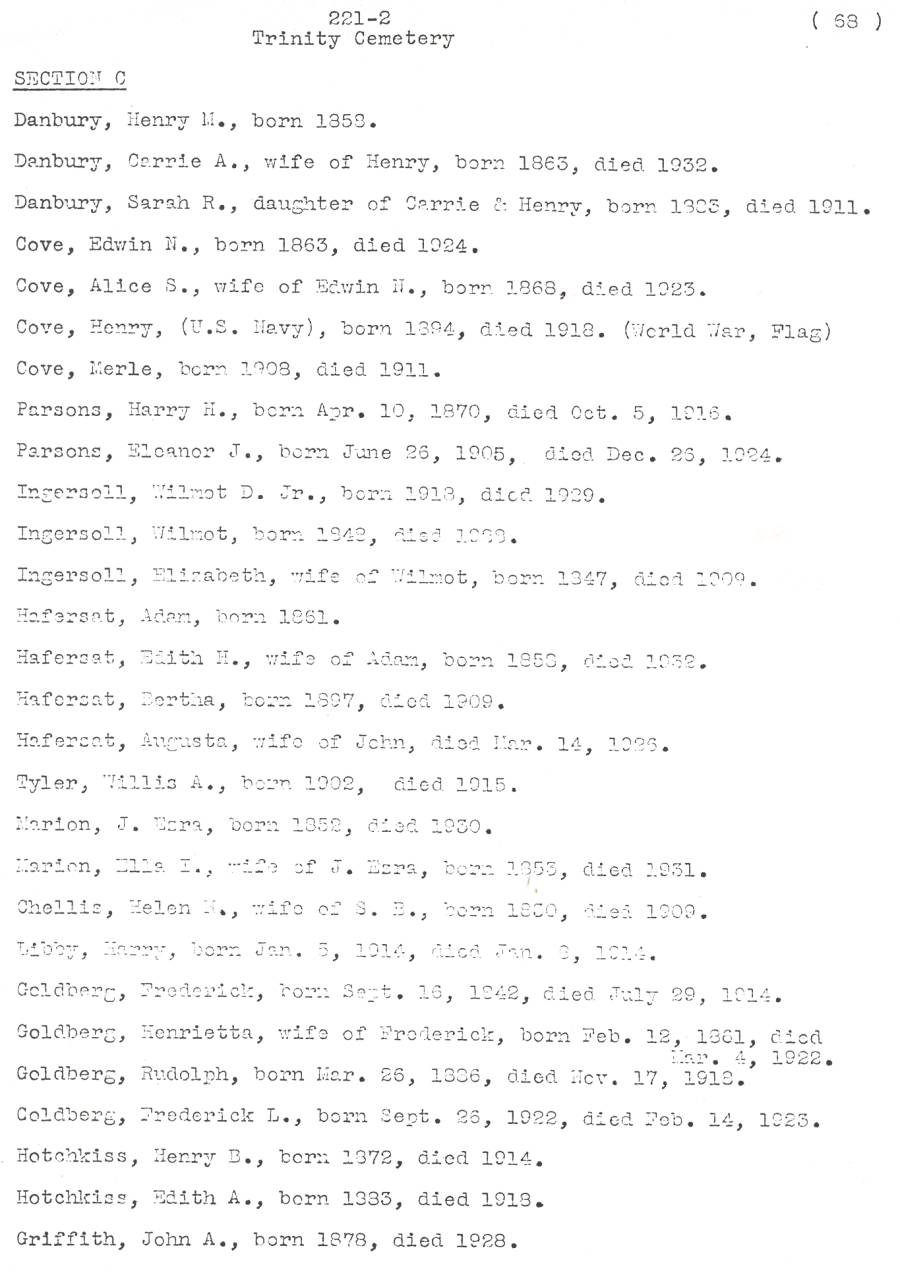 221-2
( 68 )
Trinity Cemetery
SECTION C
Danbury, Henry M., born 1858.
Danbury, Carrie A., wife of Henry, born 1863, died 1932.
Danbury, Sarah R., daughter of Carrie & Henry, born died 1911.
Cove, Edwin N., born 1863, died 1924.
Cove, Alice S., wife of Edwin N., born 1868, died 1923.
Cove, Henry, (U.S. Navy), born 1894, died 1918. (World War, Flag)
Cove, Merle, born 1908, died 1911.
Parsons, Harry H., born Apr. 10, 1870, died Oct. 5, 1916.
Parsons, Eleanor J., born June 26, 1905, died Dec. 26, 1924.
Ingersoll, Wilmot D. Jr., born 1918, died 1929.
Ingersoll, Wilmot, born died
Ingersoll, Elizabeth, wife of Wilmot, born 1847, died 1909.
Hafersat, Adam, born 1861.
Hafersat, Edith H., wife of Adam, born 1858, died 1932.
Hafersat, Bertha, born 1897, died 1909.
Hafersat, Augusta, wife of John, died Mar. 14, 1926.
Tyler, Willis A., born 1902, died 1915.
Marion, J. Ezra, born 1852, died 1930.
Marion, Ella I., wife of J. Ezra, born 1853, died 1931.
Chellis, Helen wife of S. B., born died 1909.
Libby, Harry, born Jan. 1914, died Jan. 1914.
Goldberg, Frederick, born Sept. 16, 1842, died July 29, 1914.
Goldberg, Henrietta, wife of Frederick, born Feb. 12, 1861, died
Mar. 4, 1922.
Goldberg, Rudolph, born Mar. 26, 1886, died Nov. 17, 1918.
Goldberg, Frederick L., born Sept. 26, 1922, died Feb. 14, 1923.
Hotchkiss, Henry B., born 1872, died 1914.
Hotchkiss, Edith A., born 1883, died 1918.
Griffith, John A., born 1878, died 1928.